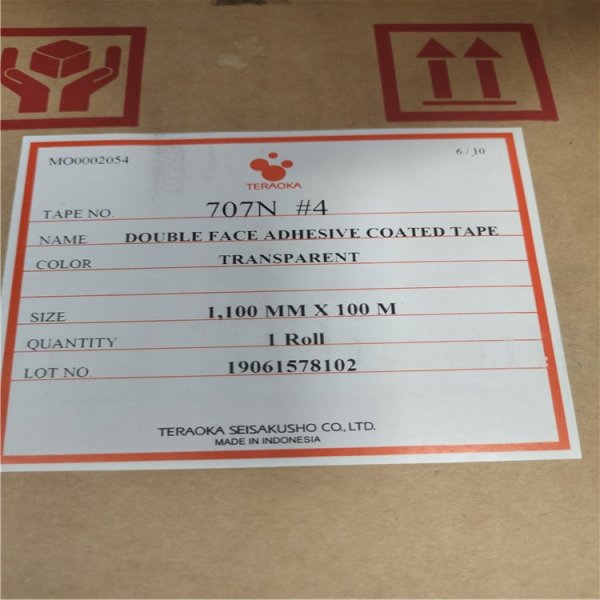 MO0002054
6 / 10
TERAOKA
TAPE NO. 707N #4
NAME DOUBLE FACE ADHESIVE COATED TAPE
COLOR TRANSPARENT
SIZE 1,100 MM X 100 M
QUANTITY 1 Roll
LOT NO. 19061578102
TERAOKA SEISAKUSHO CO., LTD.
MADE IN INDONESIA